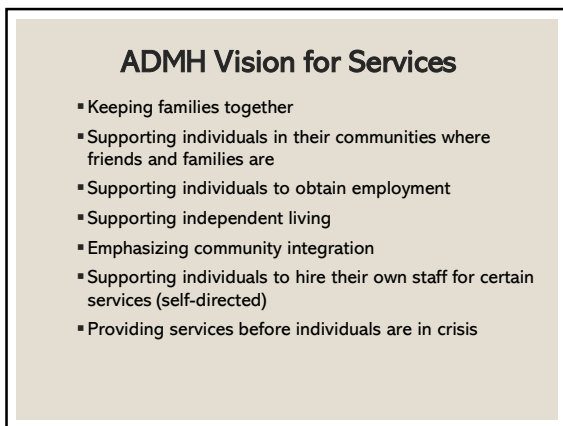 ADMH Vision for Services
▪ Keeping families together
▪ Supporting individuals in their communities where
friends and families are
▪ Supporting individuals to obtain employment
▪ Supporting independent living
▪ Emphasizing community integration
▪ Supporting individuals to hire their own staff for certain
services (self-directed)
▪ Providing services before individuals are in crisis